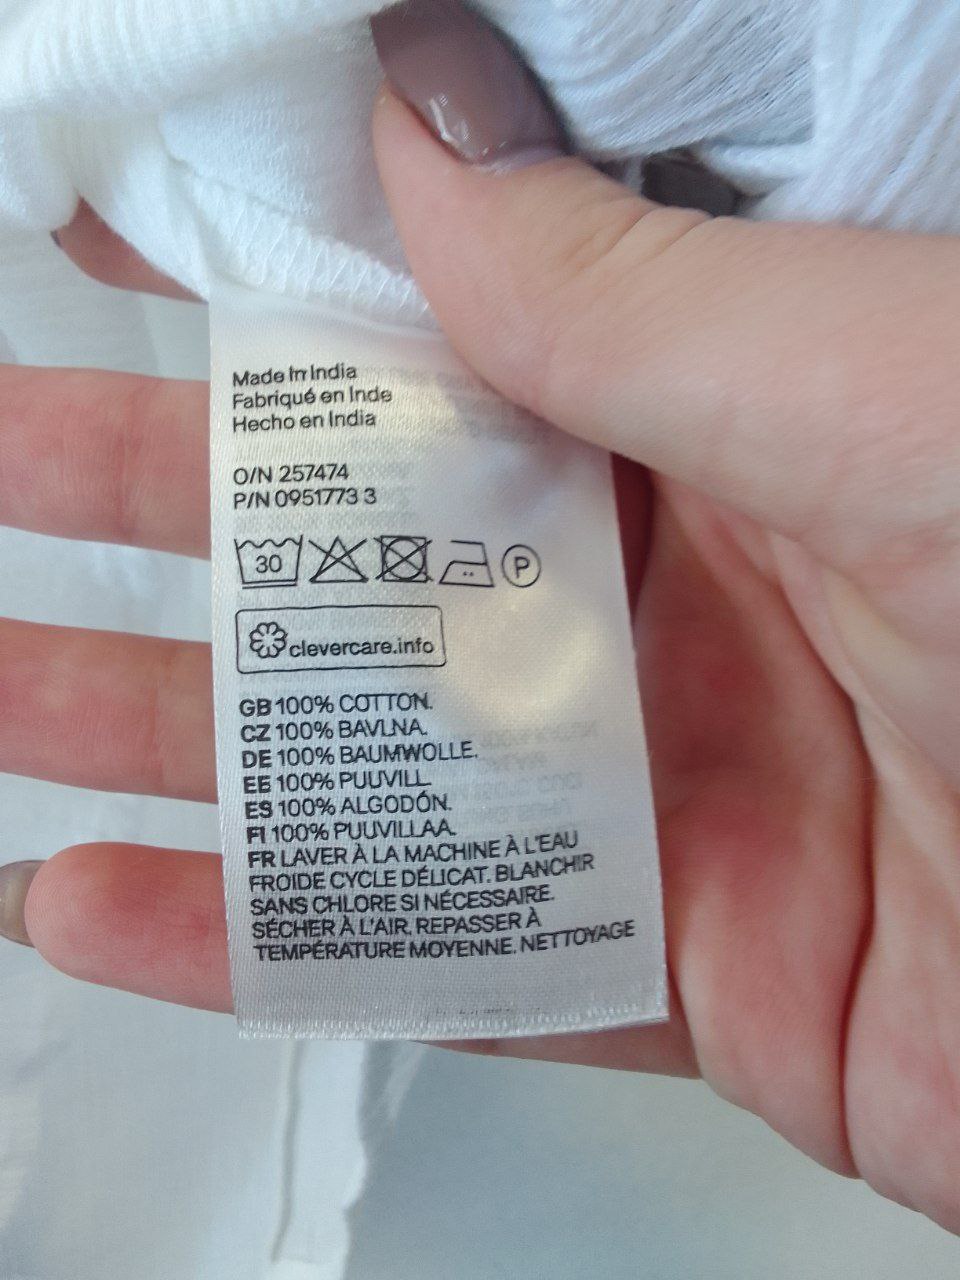 Made in India
Fabriqué en Inde
Hecho en India
O/N 257474
P/N 0951773 3
30
P
clevercare.info
GB 100% COTTON.
CZ 100% BAVLNA.
DE 100% BAUMWOLLE.
EE 100% PUUVILL.
ES 100% ALGODÓN.
FI 100% PUUVILLAA.
FR LAVER À LA MACHINE À L'EAU
FROIDE CYCLE DÉLICAT. BLANCHIR
SANS CHLORE SI NÉCESSAIRE.
SÉCHER À L'AIR. REPASSER À
TEMPÉRATURE MOYENNE. NETTOYAGE